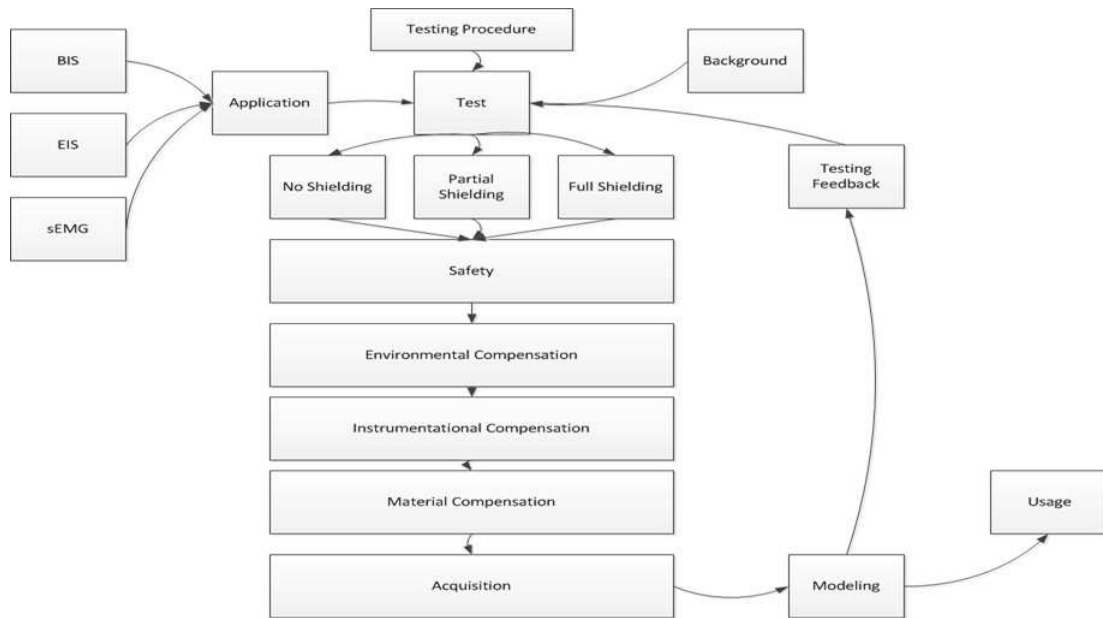 Testing Procedure
BIS
Background
Application
Test
EIS
No Shielding
Partial
Shielding
Full Shielding
Testing
Feedback
sEMG
Safety
Environmental Compensation
Instrumentational Compensation
Material Compensation
Usage
Acquisition
Modeling